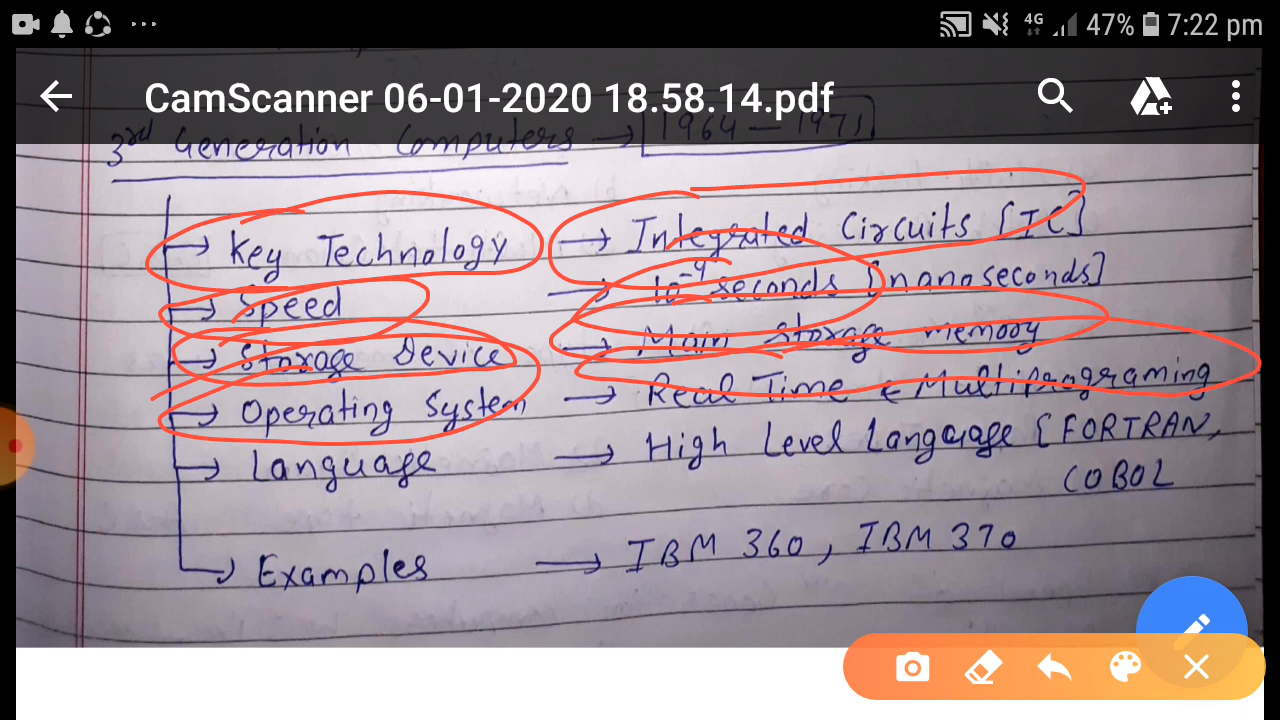 4G 47% 7:22 pm
CamScanner 06-01-2020 18.58.14.pdf
3rd Generation Computers → [1964 – 1971]
→ Key Technology → Integrated Circuits [IC]
→ Speed → 10⁻⁹ seconds [nanoseconds]
→ Storage Device → Main Storage memory
→ Operating System → Real Time & Multiprograming
→ Language → High Level Language [FORTRAN,
COBOL
→ Examples → IBM 360, IBM 370